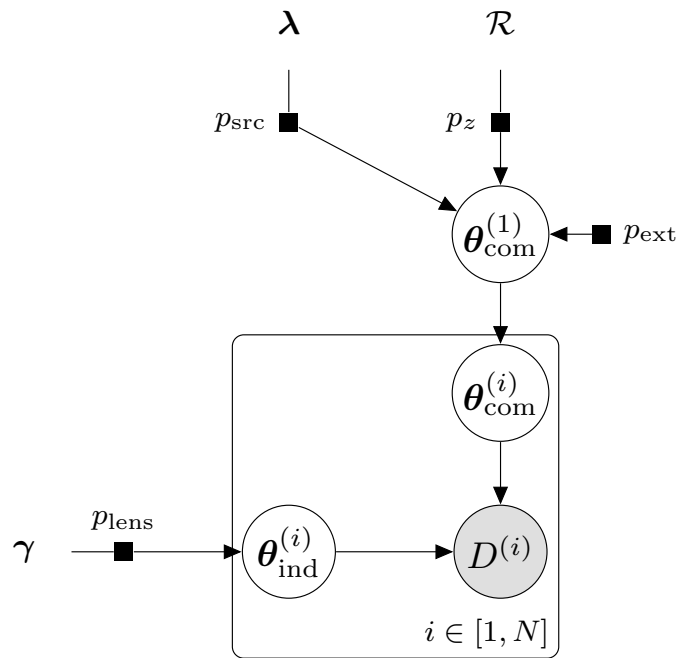 λ R
p_src p_z
θ_com^(1) p_ext
θ_com^(i)
p_lens
γ θ_ind^(i) D^(i)
i ∈ [1, N]